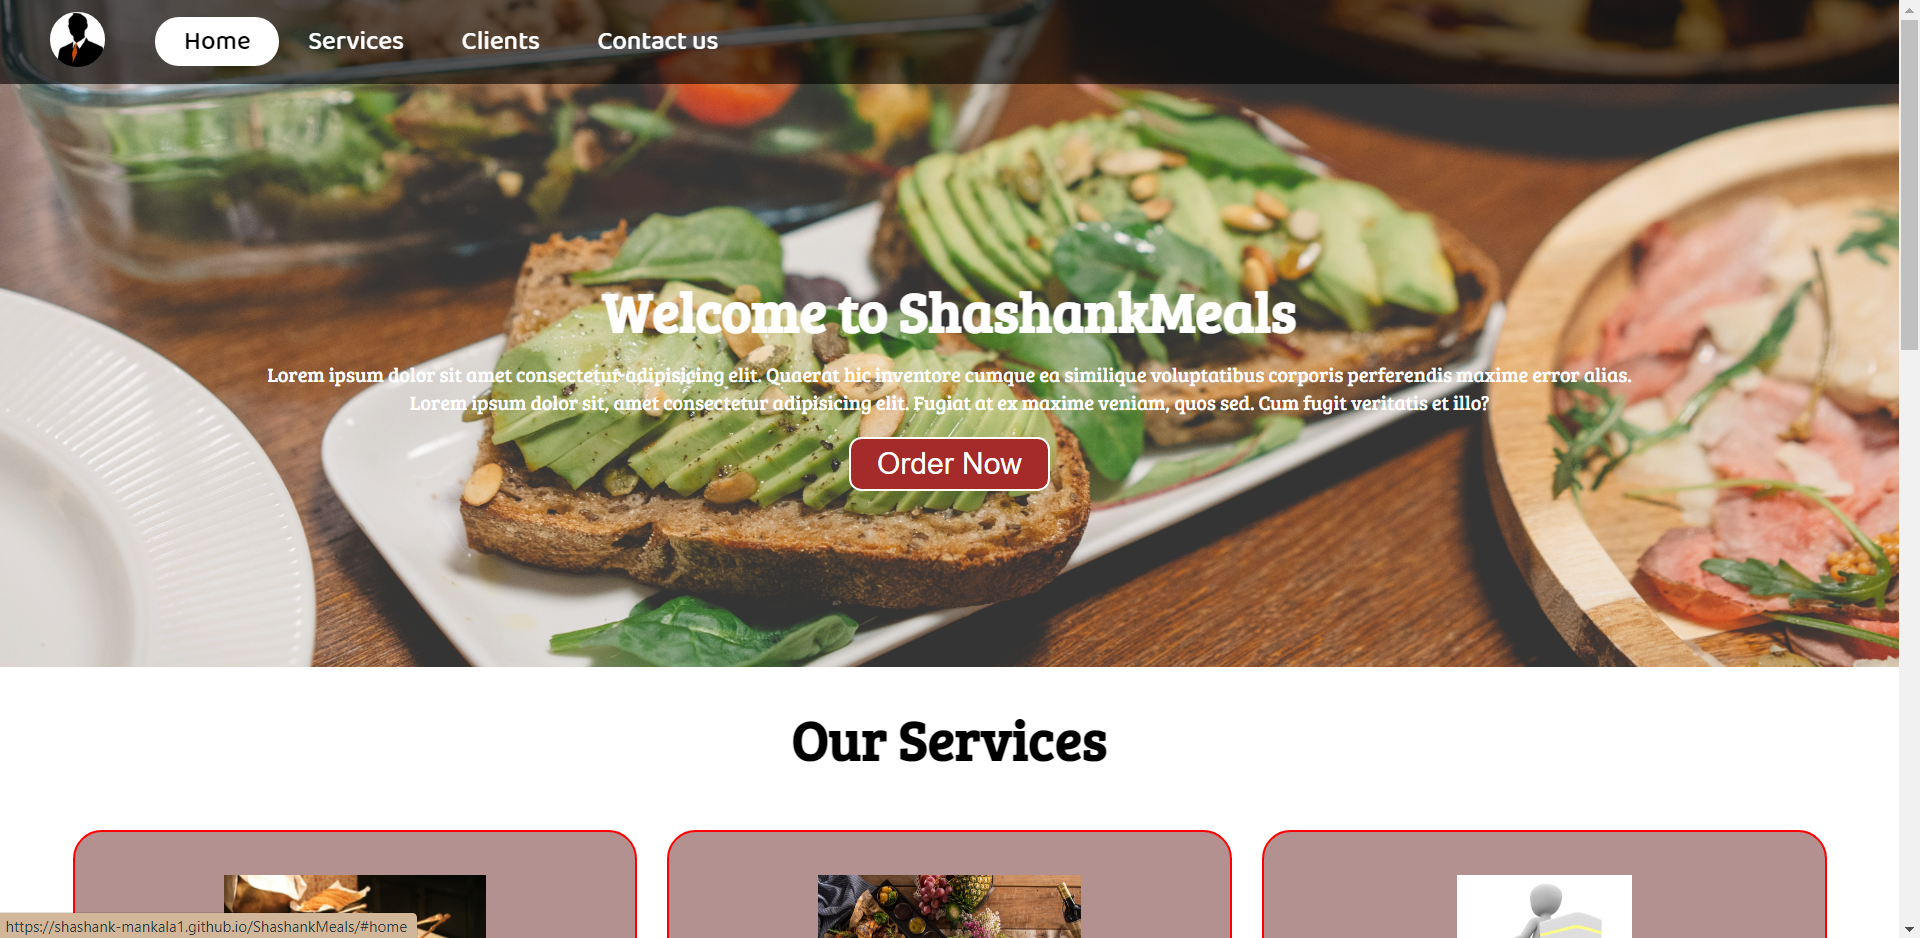 Home Services Clients Contact us
Welcome to ShashankMeals
Lorem ipsum dolor sit amet consectetur adipisicing elit. Quaerat hic inventore cumque ea similique voluptatibus corporis perferendis maxime error alias.
Lorem ipsum dolor sit, amet consectetur adipisicing elit. Fugiat at ex maxime veniam, quos sed. Cum fugit veritatis et illo?
Order Now
Our Services
https://shashank-mankala1.github.io/ShashankMeals/#home